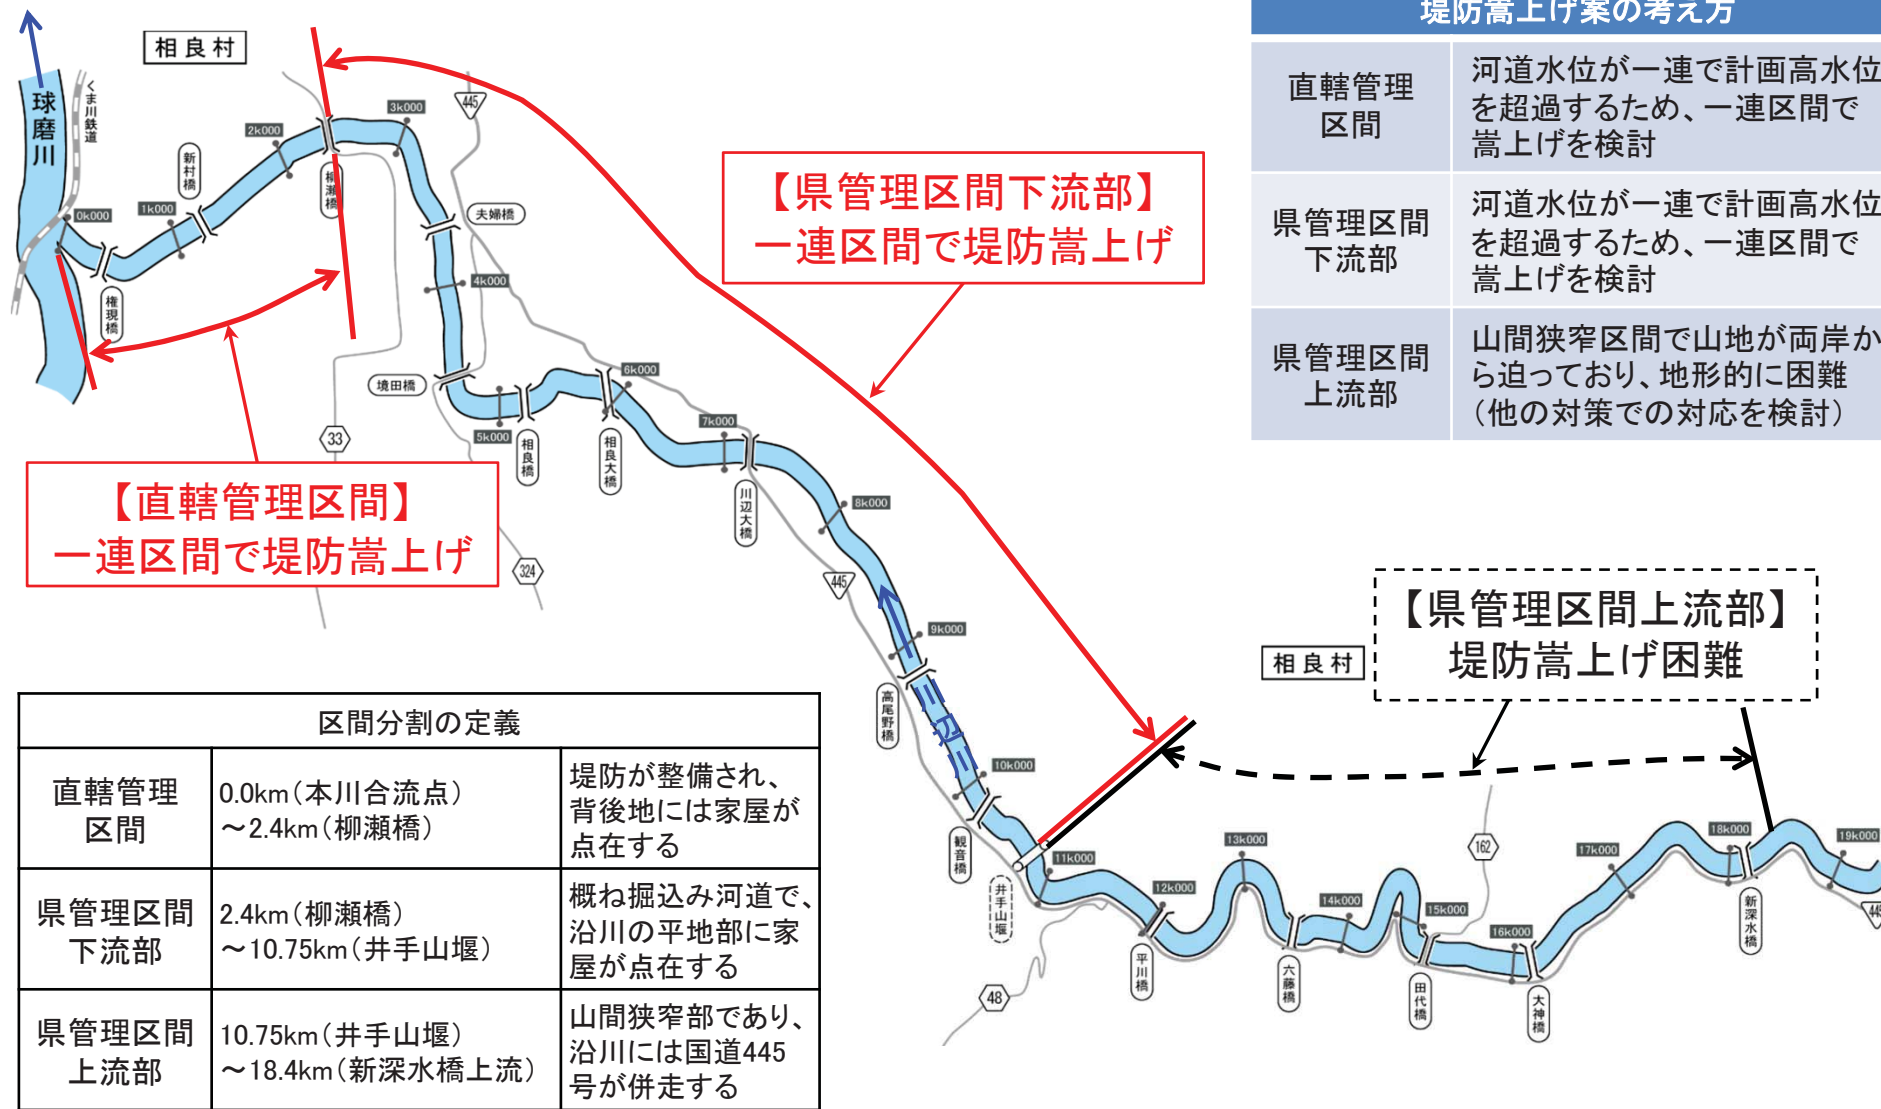 堤防嵩上げ案の考え方
直轄管理
区間
河道水位が一連で計画高水位
を超過するため、一連区間で
嵩上げを検討
県管理区間
下流部
河道水位が一連で計画高水位
を超過するため、一連区間で
嵩上げを検討
県管理区間
上流部
山間狭窄区間で山地が両岸か
ら迫っており、地形的に困難
（他の対策での対応を検討）
相良村
球磨川
くま川鉄道
0k000
権現橋
1k000
新村橋
2k000
柳瀬橋
3k000
445
夫婦橋
4k000
境田橋
5k000
相良橋
6k000
相良大橋
7k000
川辺大橋
8k000
445
33
324
9k000
高尾野橋
川辺川
10k000
観音橋
井手山堰
11k000
12k000
平川橋
48
13k000
六藤橋
14k000
15k000
田代橋
162
16k000
大神橋
17k000
18k000
新深水橋
19k000
445
相良村
【県管理区間下流部】
一連区間で堤防嵩上げ
【直轄管理区間】
一連区間で堤防嵩上げ
【県管理区間上流部】
堤防嵩上げ困難
区間分割の定義
直轄管理
区間
0.0km（本川合流点）
～2.4km（柳瀬橋）
堤防が整備され、
背後地には家屋が
点在する
県管理区間
下流部
2.4km（柳瀬橋）
～10.75km（井手山堰）
概ね掘込み河道で、
沿川の平地部に家
屋が点在する
県管理区間
上流部
10.75km（井手山堰）
～18.4km（新深水橋上流）
山間狭窄部であり、
沿川には国道445
号が併走する